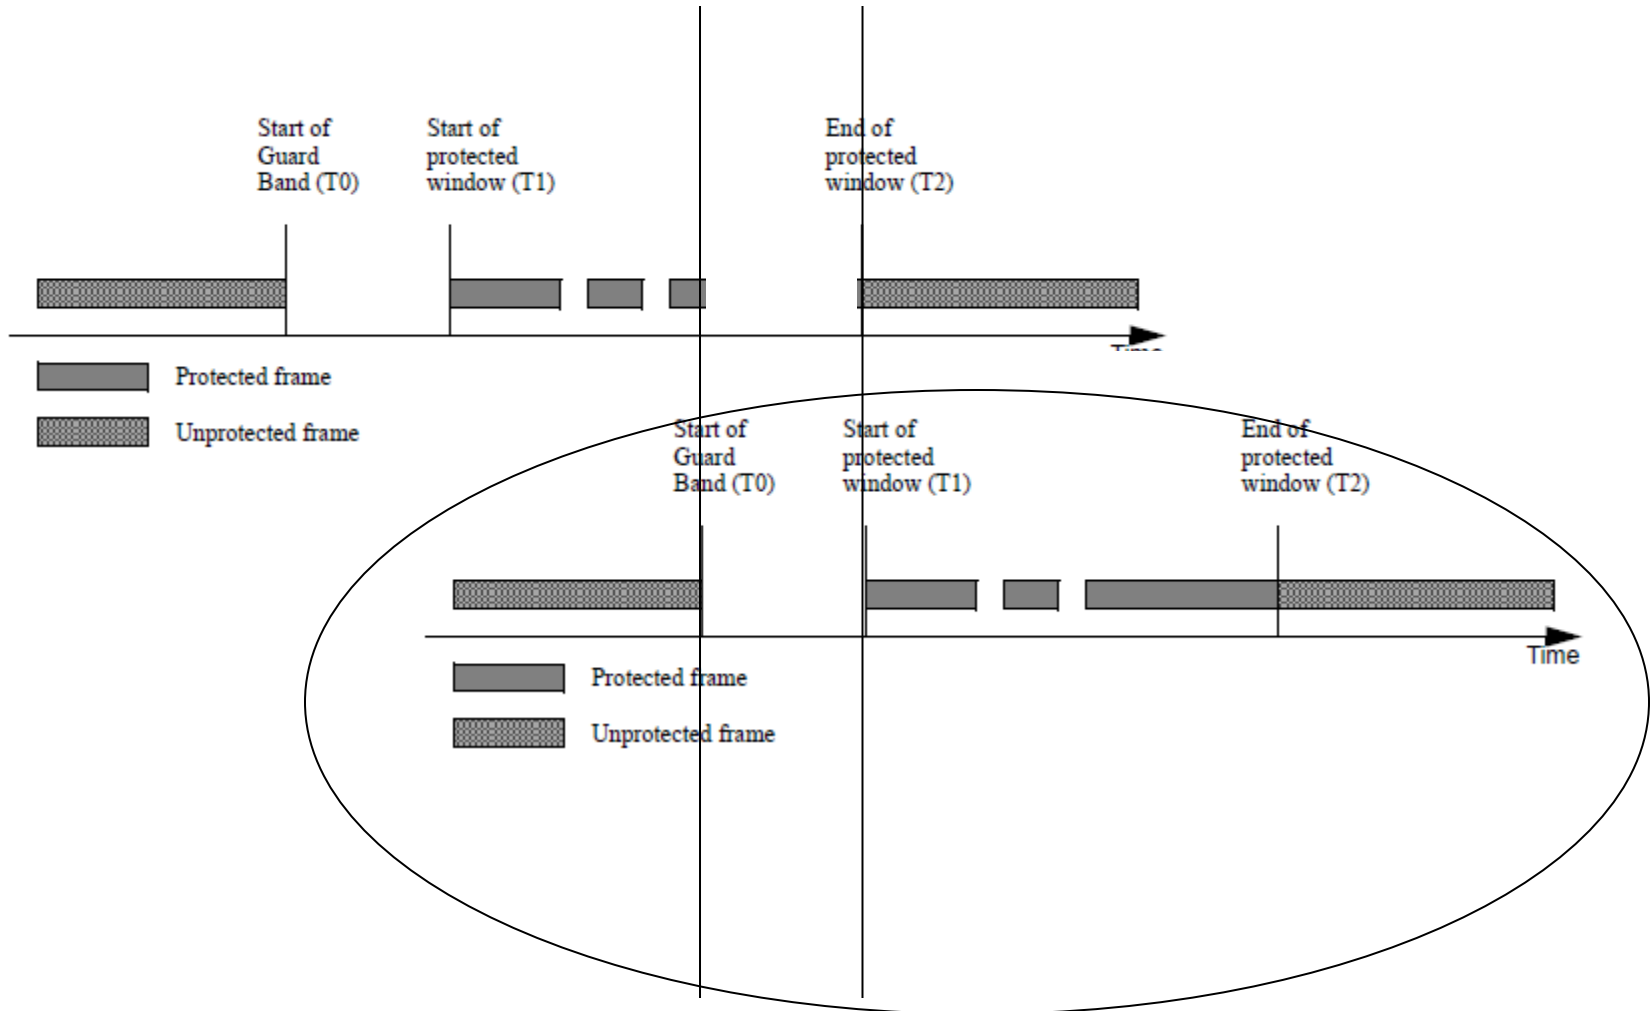 Start of
Guard
Band (T0)
Start of
protected
window (T1)
End of
protected
window (T2)
Time
Protected frame
Unprotected frame
Start of
Guard
Band (T0)
Start of
protected
window (T1)
End of
protected
window (T2)
Time
Protected frame
Unprotected frame